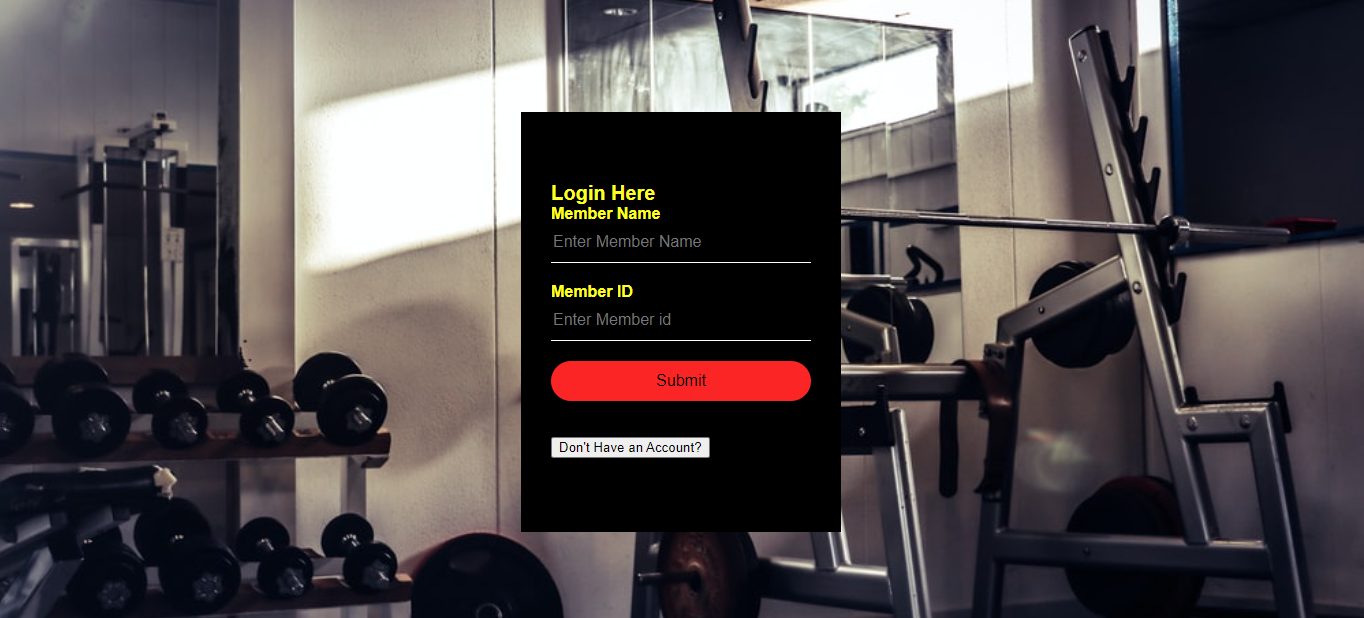 Login Here
Member Name
Enter Member Name
Member ID
Enter Member id
Submit
Don't Have an Account?